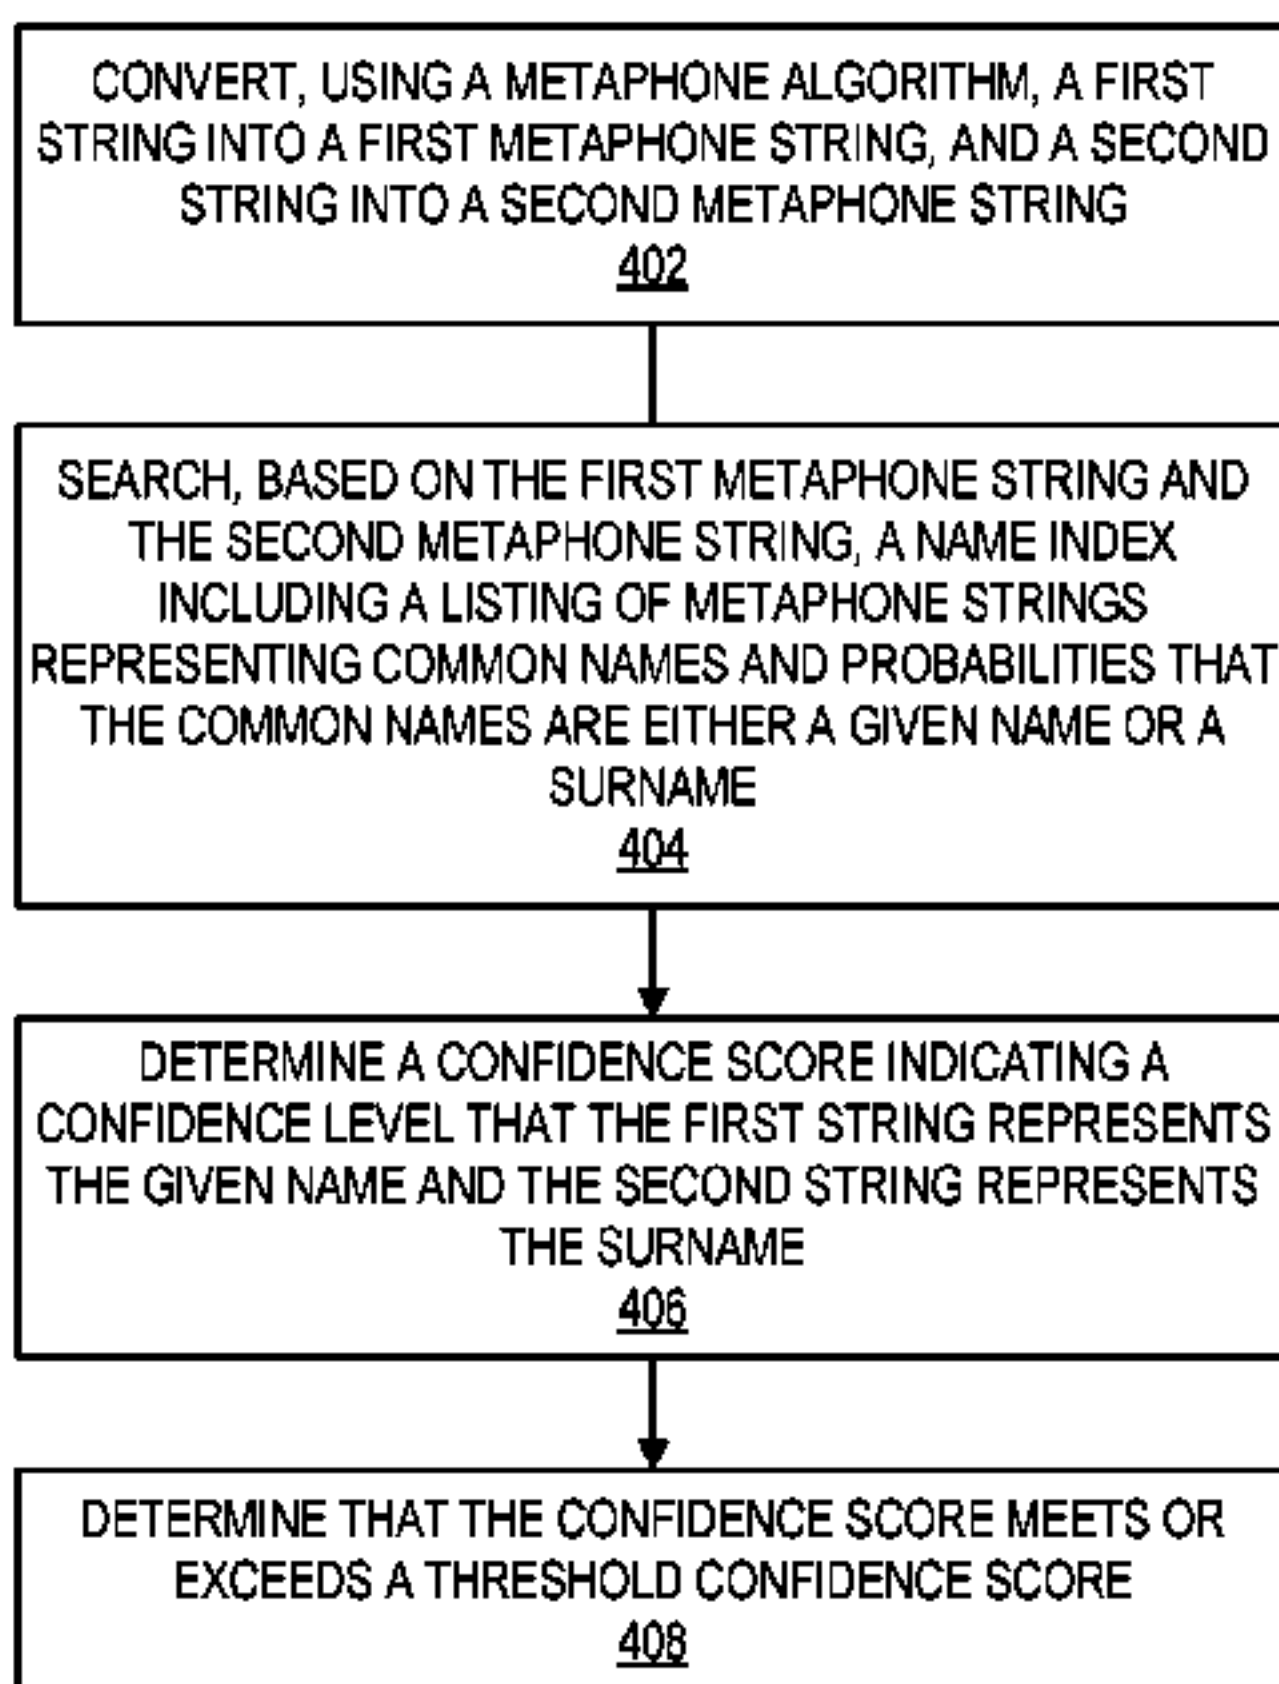 CONVERT, USING A METAPHONE ALGORITHM, A FIRST
STRING INTO A FIRST METAPHONE STRING, AND A SECOND
STRING INTO A SECOND METAPHONE STRING
402
SEARCH, BASED ON THE FIRST METAPHONE STRING AND
THE SECOND METAPHONE STRING, A NAME INDEX
INCLUDING A LISTING OF METAPHONE STRINGS
REPRESENTING COMMON NAMES AND PROBABILITIES THAT
THE COMMON NAMES ARE EITHER A GIVEN NAME OR A
SURNAME
404
DETERMINE A CONFIDENCE SCORE INDICATING A
CONFIDENCE LEVEL THAT THE FIRST STRING REPRESENTS
THE GIVEN NAME AND THE SECOND STRING REPRESENTS
THE SURNAME
406
DETERMINE THAT THE CONFIDENCE SCORE MEETS OR
EXCEEDS A THRESHOLD CONFIDENCE SCORE
408